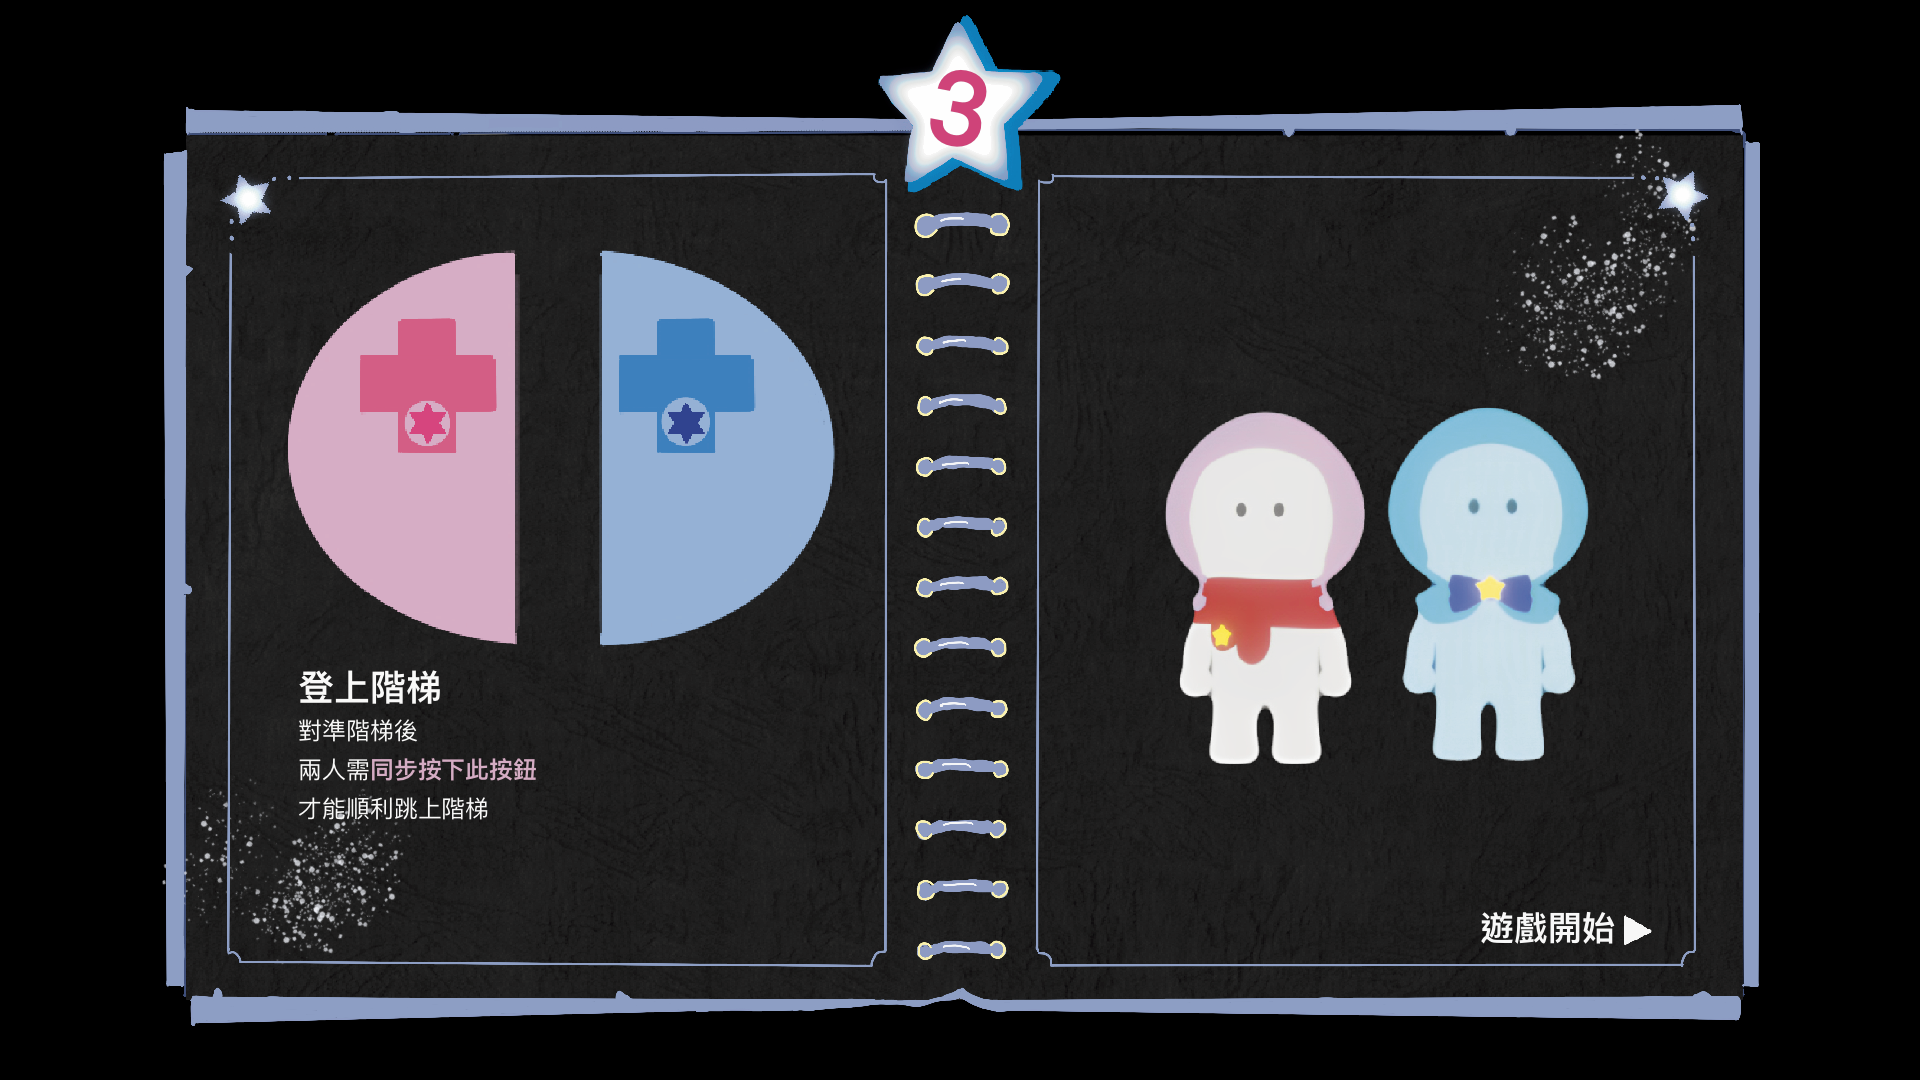 3
登上階梯
對準階梯後
兩人需同步按下此按鈕
才能順利跳上階梯
遊戲開始